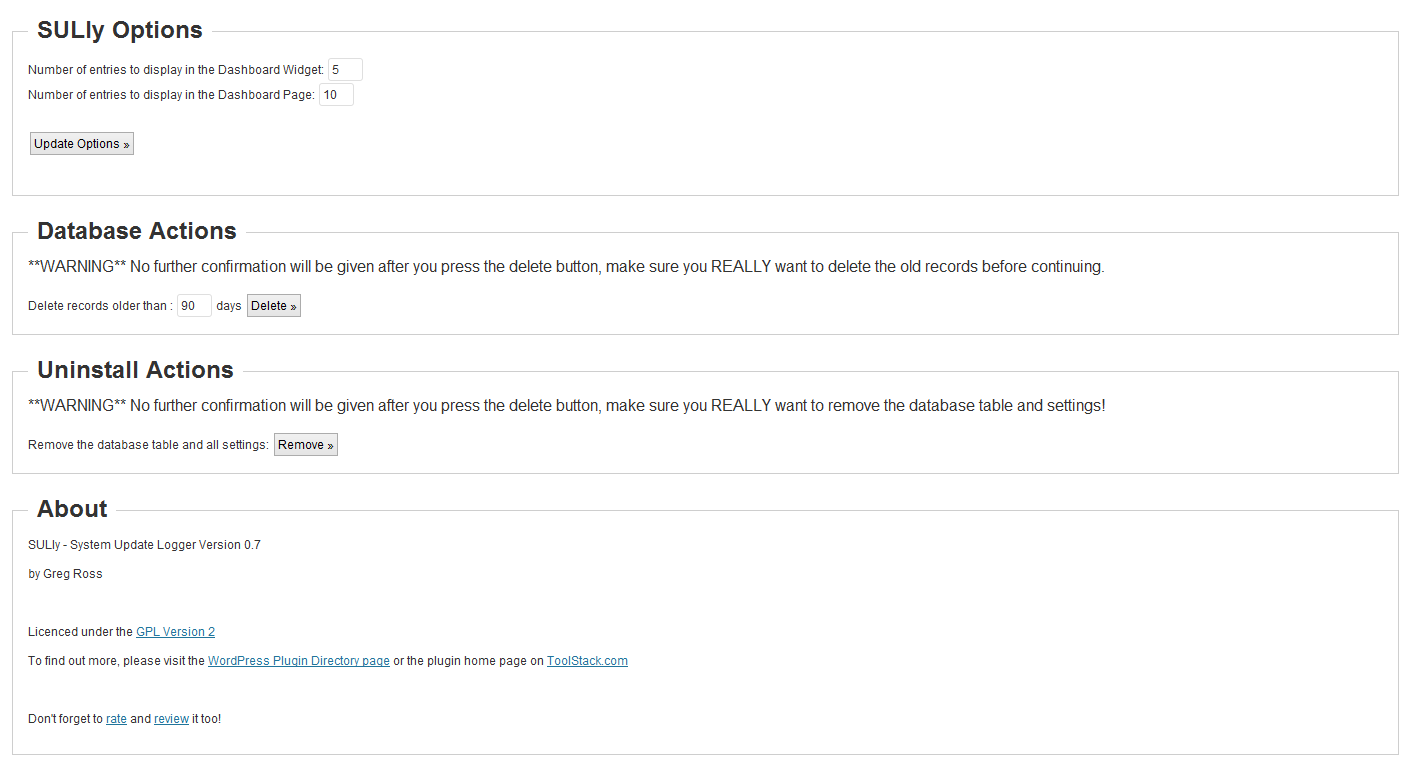 SULly Options
Number of entries to display in the Dashboard Widget: 5
Number of entries to display in the Dashboard Page: 10
Update Options »
Database Actions
**WARNING** No further confirmation will be given after you press the delete button, make sure you REALLY want to delete the old records before continuing.
Delete records older than : 90 days Delete »
Uninstall Actions
**WARNING** No further confirmation will be given after you press the delete button, make sure you REALLY want to remove the database table and settings!
Remove the database table and all settings: Remove »
About
SULly - System Update Logger Version 0.7
by Greg Ross
Licenced under the GPL Version 2
To find out more, please visit the WordPress Plugin Directory page or the plugin home page on ToolStack.com
Don't forget to rate and review it too!